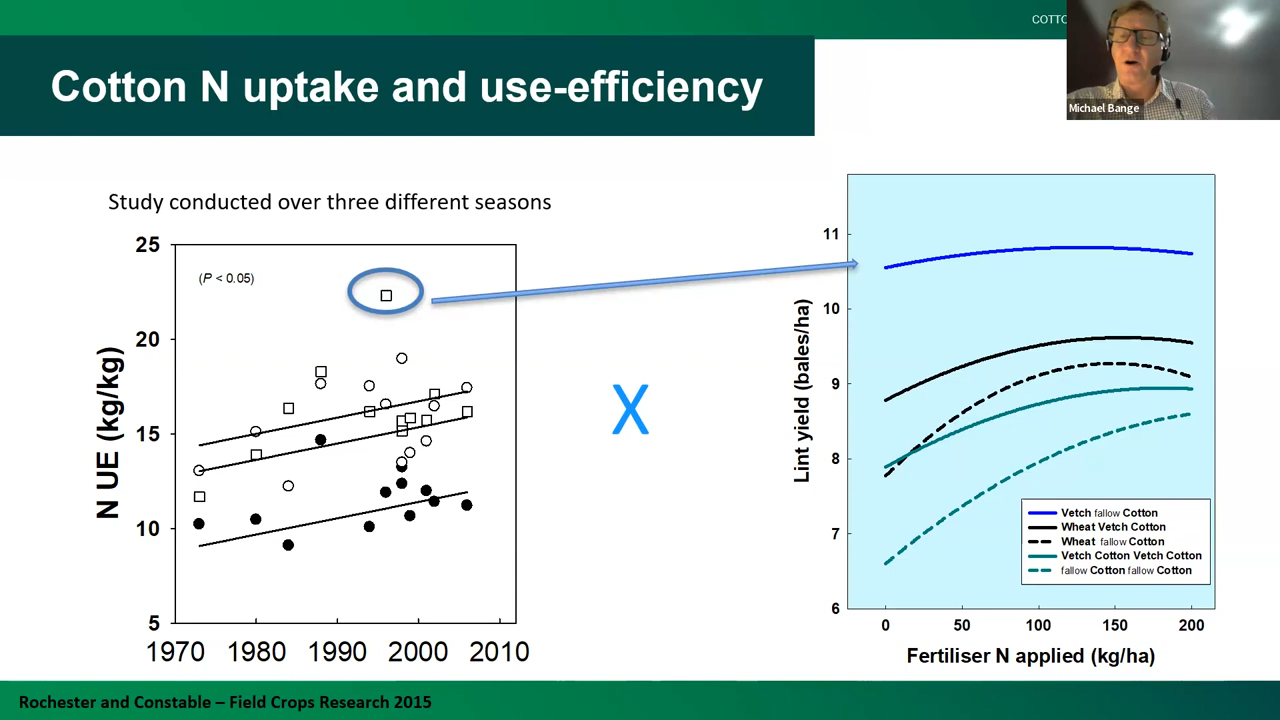 COTTO
Michael Bange
Cotton N uptake and use-efficiency
Study conducted over three different seasons
(P < 0.05)
25
20
15
10
5
N UE (kg/kg)
1970 1980 1990 2000 2010
X
11
10
9
8
7
6
Lint yield (bales/ha)
Vetch fallow Cotton
Wheat Vetch Cotton
Wheat fallow Cotton
Vetch Cotton Vetch Cotton
fallow Cotton fallow Cotton
0 50 100 150 200
Fertiliser N applied (kg/ha)
Rochester and Constable – Field Crops Research 2015